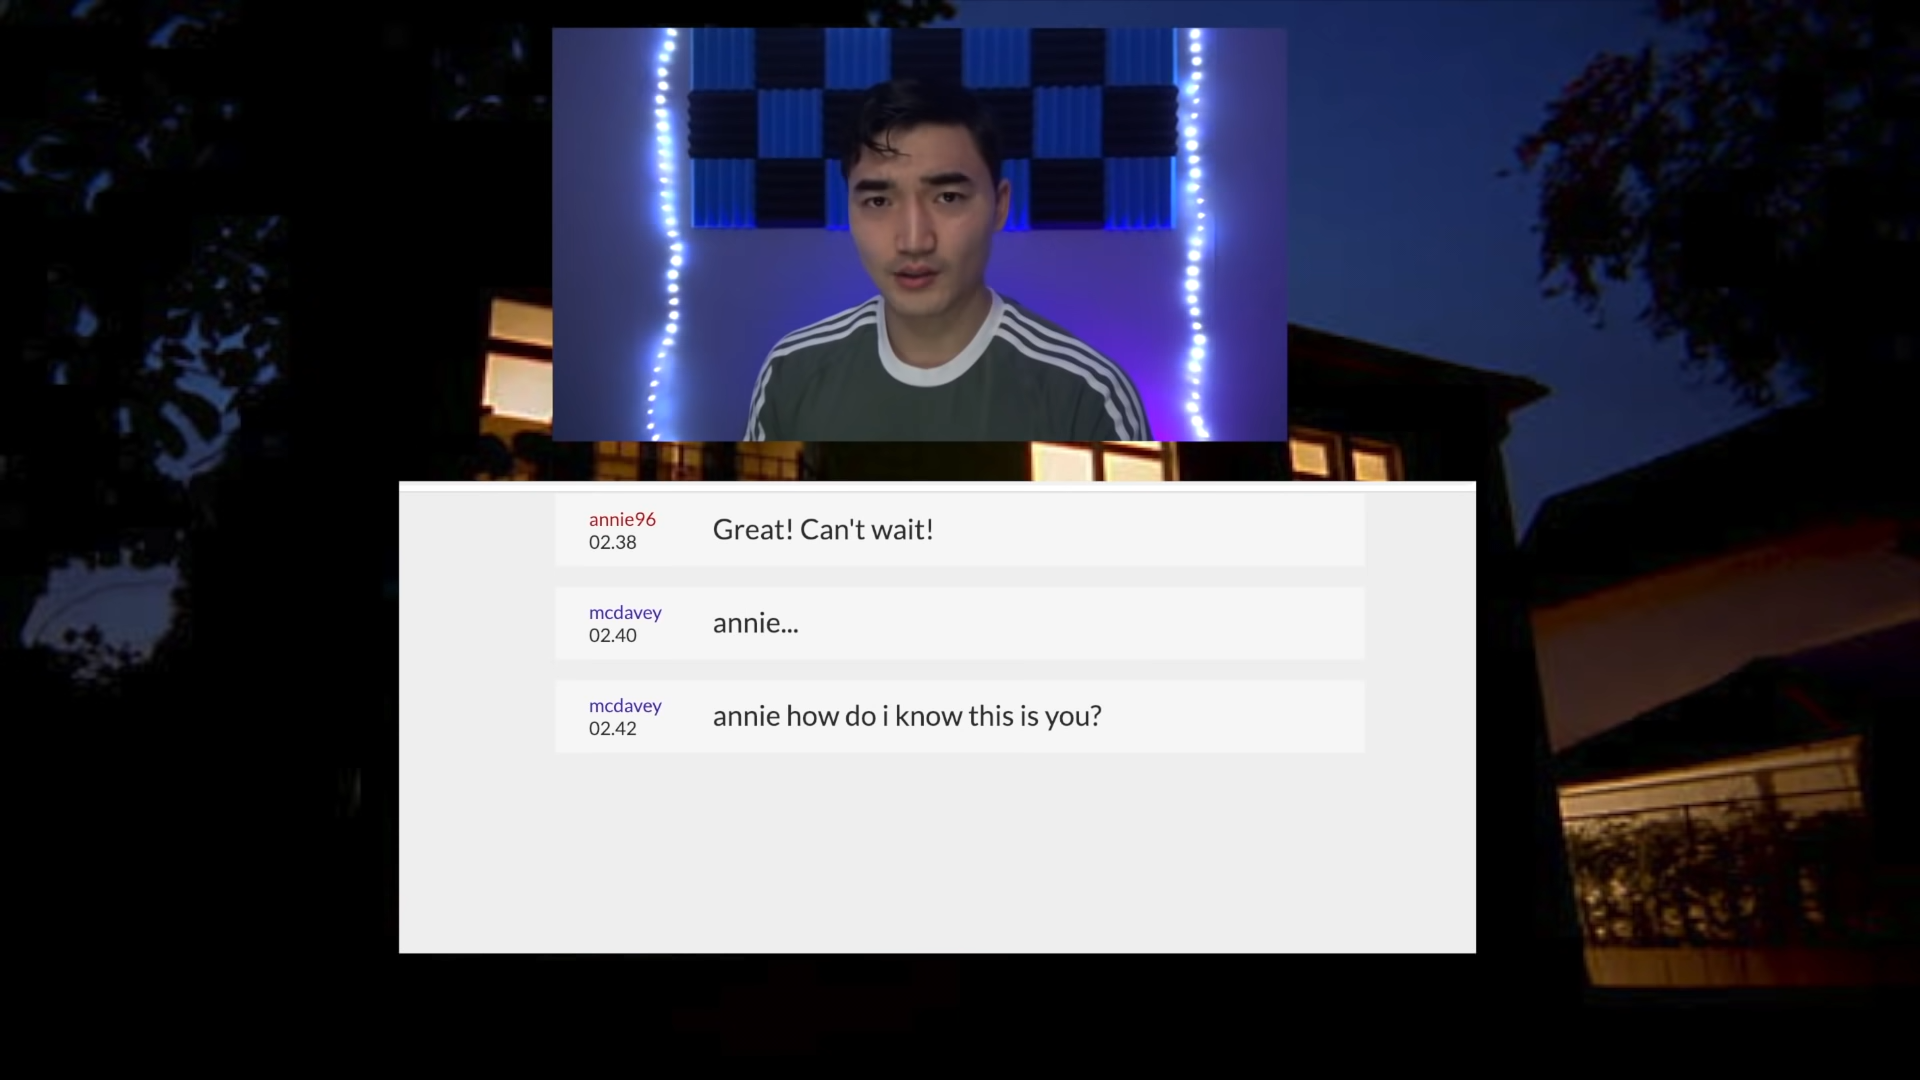 annie96
02.38
Great! Can't wait!
mcdavey
02.40
annie...
mcdavey
02.42
annie how do i know this is you?